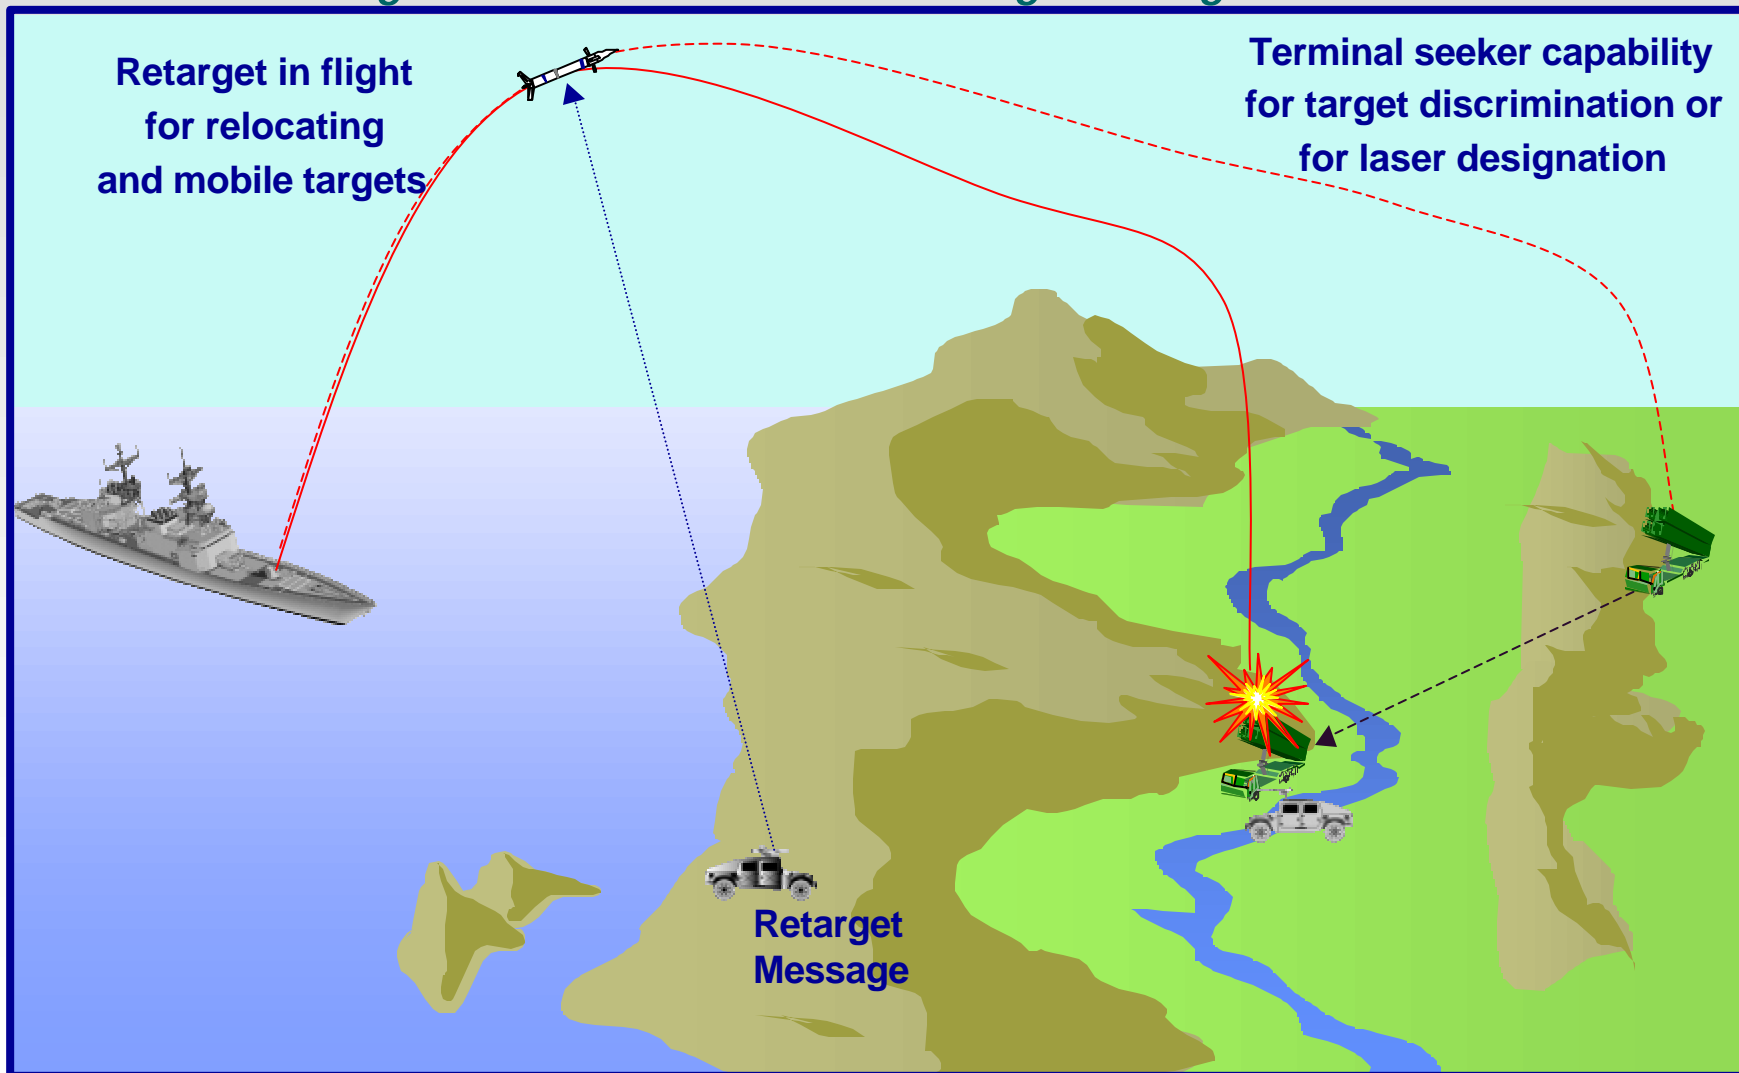 Retarget in flight
for relocating
and mobile targets
Terminal seeker capability
for target discrimination or
for laser designation
Retarget
Message